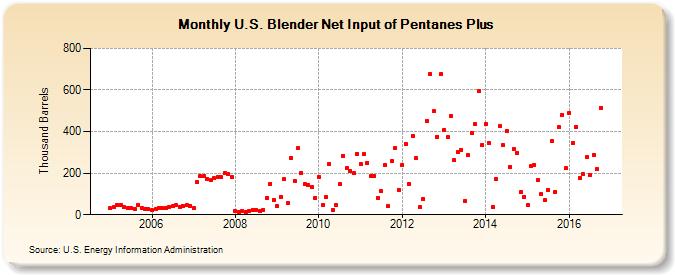 Monthly U.S. Blender Net Input of Pentanes Plus
Thousand Barrels
800
600
400
200
0
2006 2008 2010 2012 2014 2016
Source: U.S. Energy Information Administration